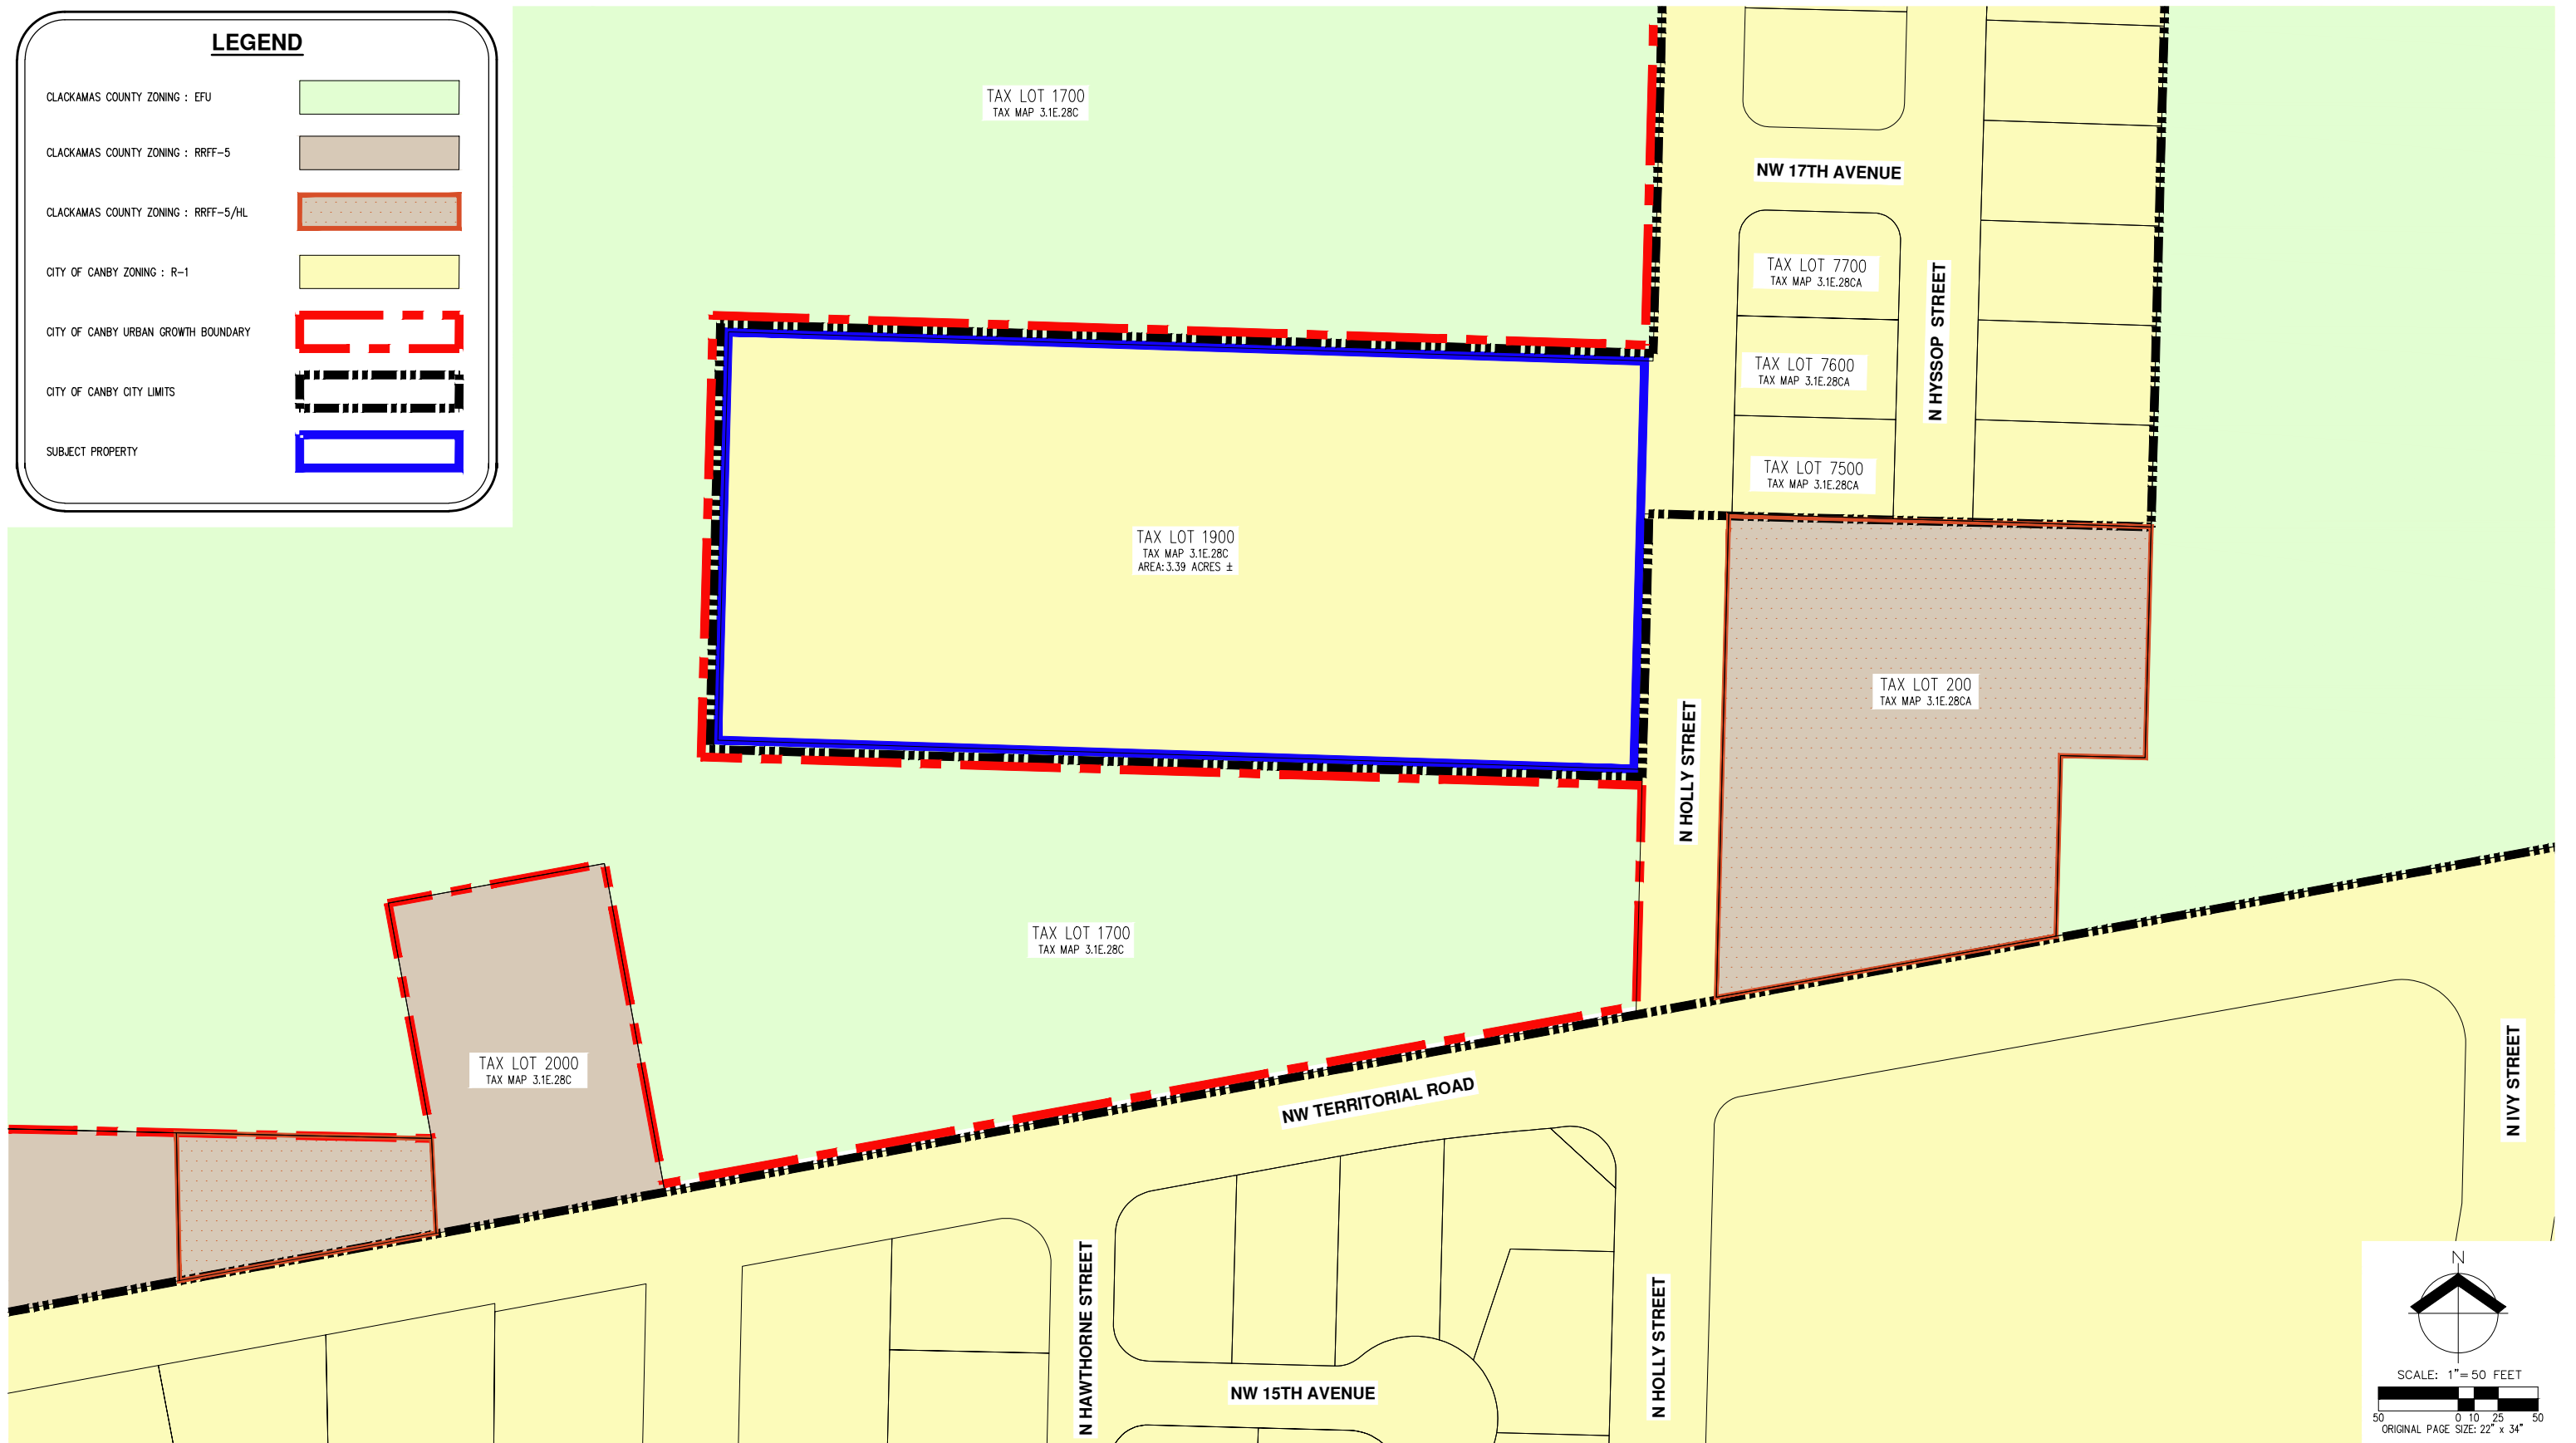 LEGEND
CLACKAMAS COUNTY ZONING : EFU
CLACKAMAS COUNTY ZONING : RRFF-5
CLACKAMAS COUNTY ZONING : RRFF-5/HL
CITY OF CANBY ZONING : R-1
CITY OF CANBY URBAN GROWTH BOUNDARY
CITY OF CANBY CITY LIMITS
SUBJECT PROPERTY
TAX LOT 1700
TAX MAP 3.1E.28C
NW 17TH AVENUE
TAX LOT 7700
TAX MAP 3.1E.28CA
N HYSSOP STREET
TAX LOT 7600
TAX MAP 3.1E.28CA
TAX LOT 7500
TAX MAP 3.1E.28CA
TAX LOT 1900
TAX MAP 3.1E.28C
AREA: 3.39 ACRES ±
TAX LOT 200
TAX MAP 3.1E.28CA
N HOLLY STREET
TAX LOT 1700
TAX MAP 3.1E.28C
TAX LOT 2000
TAX MAP 3.1E.28C
NW TERRITORIAL ROAD
N IVY STREET
N HAWTHORNE STREET
NW 15TH AVENUE
N HOLLY STREET
N
SCALE: 1"= 50 FEET
50 0 10 25 50
ORIGINAL PAGE SIZE: 22" x 34"